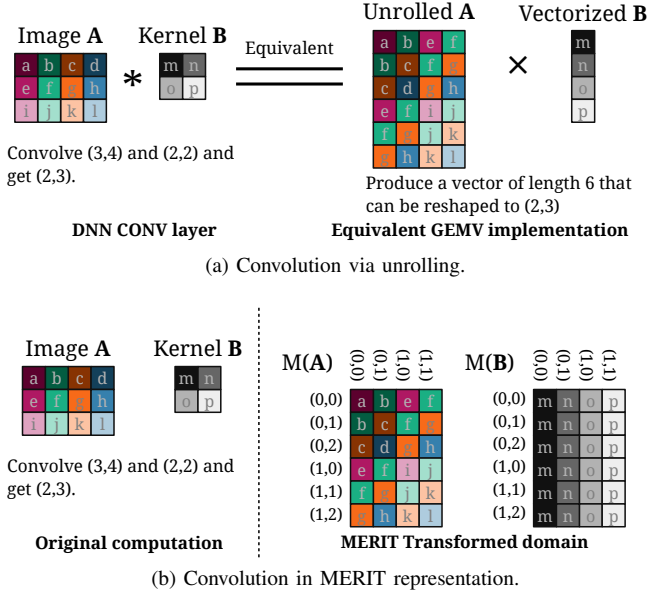 Image A
Kernel B
Equivalent
Unrolled A
Vectorized B
a b c d
e f g h
i j k l
*
m n
o p
a b e f
b c f g
c d g h
e f i j
f g j k
g h k l
×
m
n
o
p
Convolve (3,4) and (2,2) and
get (2,3).
Produce a vector of length 6 that
can be reshaped to (2,3)
DNN CONV layer
Equivalent GEMV implementation
(a) Convolution via unrolling.
Image A
Kernel B
a b c d
e f g h
i j k l
m n
o p
Convolve (3,4) and (2,2) and
get (2,3).
Original computation
M(A)
(0,0) (0,1) (1,0) (1,1)
(0,0) a b e f
(0,1) b c f g
(0,2) c d g h
(1,0) e f i j
(1,1) f g j k
(1,2) g h k l
M(B)
(0,0) (0,1) (1,0) (1,1)
(0,0) m n o p
(0,1) m n o p
(0,2) m n o p
(1,0) m n o p
(1,1) m n o p
(1,2) m n o p
MERIT Transformed domain
(b) Convolution in MERIT representation.